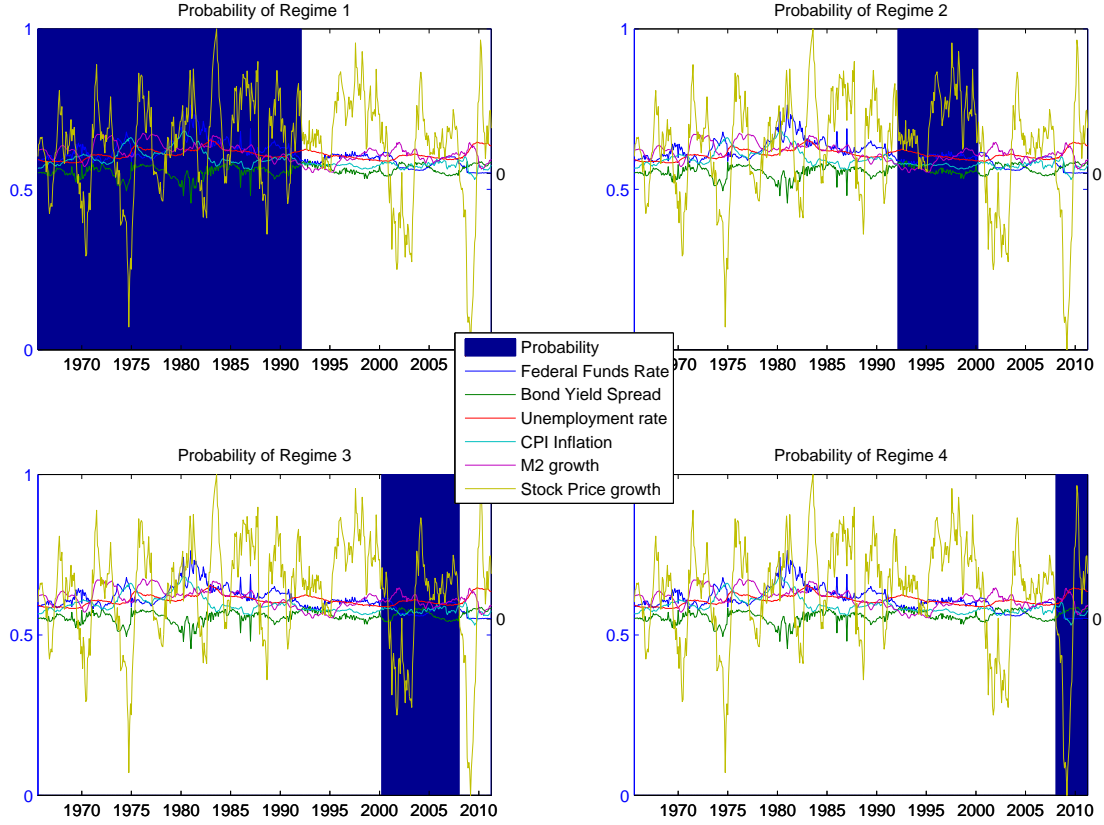 Probability of Regime 1
1
0.5
0
0
1970 1975 1980 1985 1990 1995 2000 2005
Probability of Regime 2
1
0.5
0
1975 1980 1985 1990 1995 2000 2005 2010
Probability
Federal Funds Rate
Bond Yield Spread
Unemployment rate
CPI Inflation
M2 growth
Stock Price growth
Probability of Regime 3
1
0.5
0
0
1970 1975 1980 1985 1990 1995 2000 2005 2010
Probability of Regime 4
1
0.5
0
0
1970 1975 1980 1985 1990 1995 2000 2005 2010